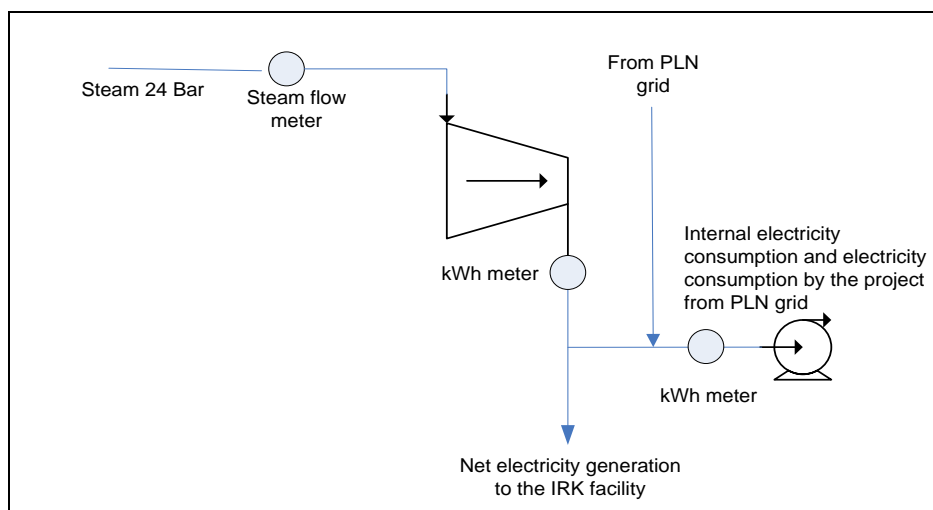 Steam 24 Bar
Steam flow
meter
From PLN
grid
kWh meter
Internal electricity
consumption and electricity
consumption by the project
from PLN grid
kWh meter
Net electricity generation
to the IRK facility